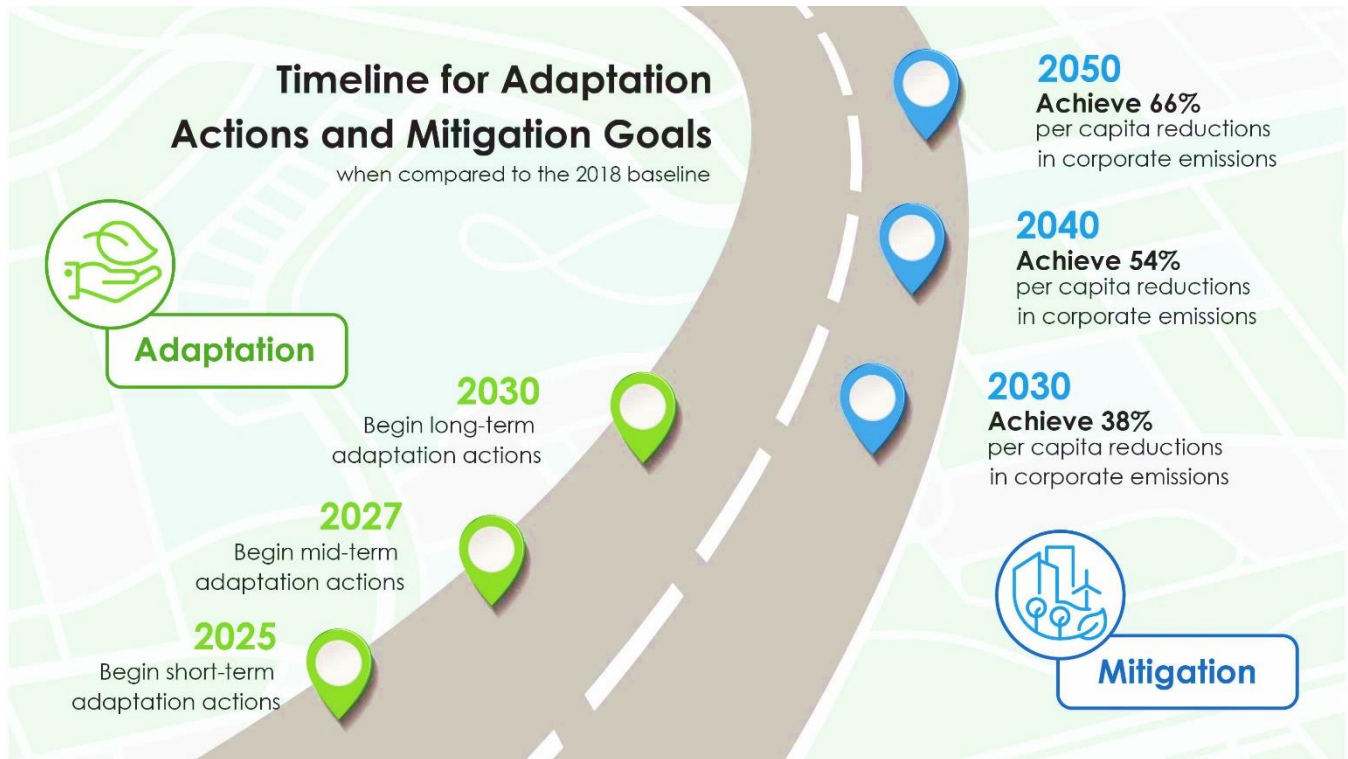 Timeline for Adaptation
Actions and Mitigation Goals
when compared to the 2018 baseline
Adaptation
2030
Begin long-term
adaptation actions
2027
Begin mid-term
adaptation actions
2025
Begin short-term
adaptation actions
2050
Achieve 66%
per capita reductions
in corporate emissions
2040
Achieve 54%
per capita reductions
in corporate emissions
2030
Achieve 38%
per capita reductions
in corporate emissions
Mitigation